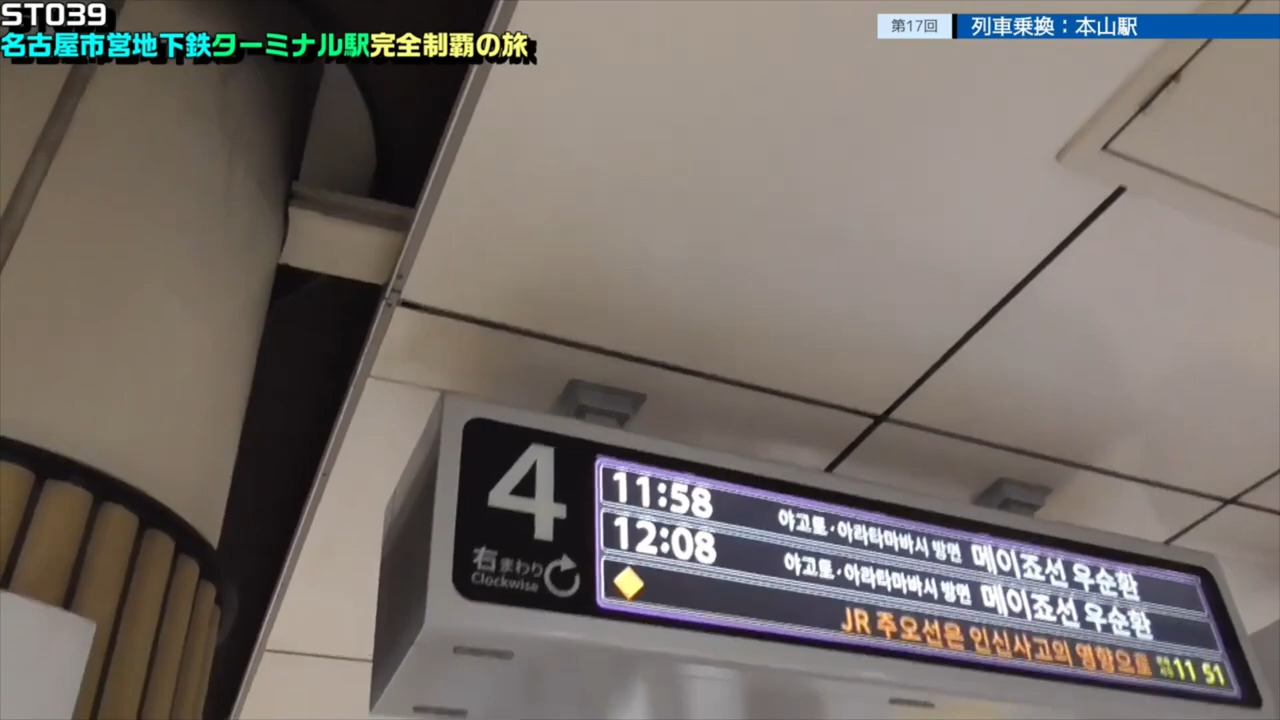 ST039
名古屋市営地下鉄ターミナル駅完全制覇の旅
第17回
列車乗換：本山駅
4
右まわり
Clockwise
11:58 야고토·아라타마바시 방면 메이죠선 우순환
12:08 야고토·아라타마바시 방면 메이죠선 우순환
JR 주오선은 인신사고의 영향으로
11 51